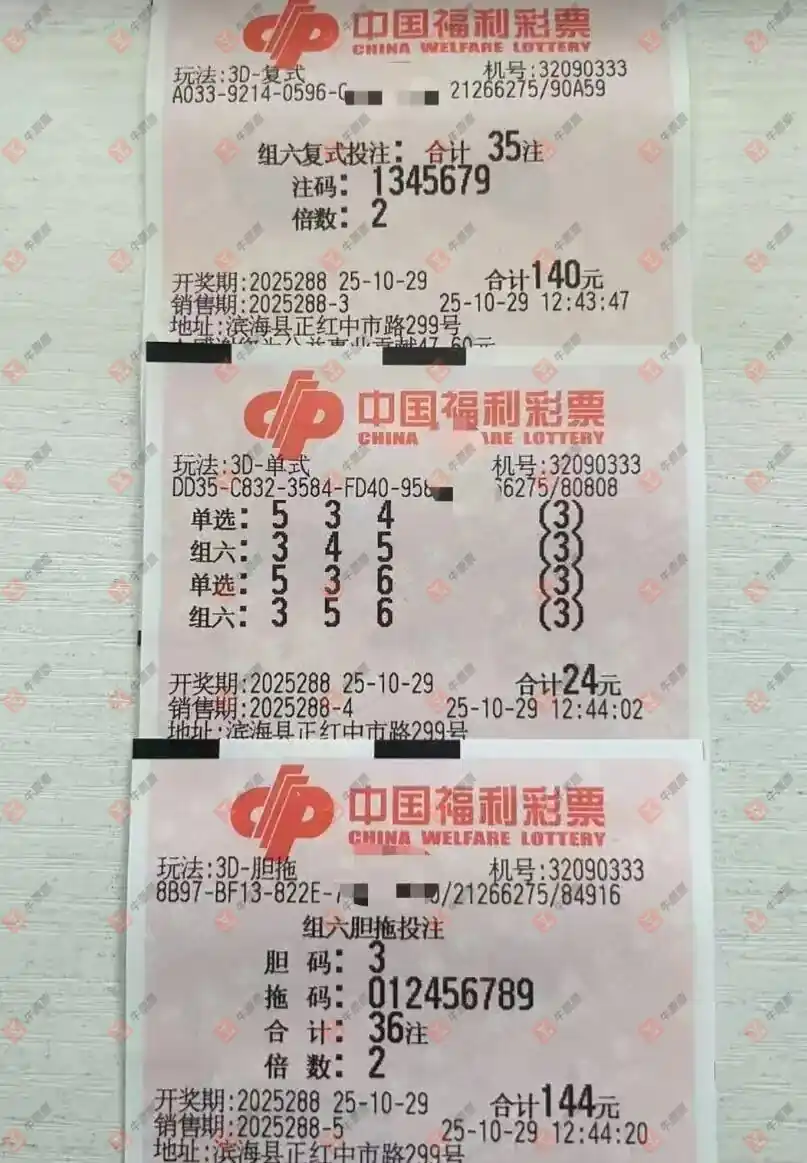 中国福利彩票
CHINA WELFARE LOTTERY
玩法:3D-复式 机号:32090333
A033-9214-0596- 21266275/90A59
组六复式投注: 合计 35注
注码: 1345679
倍数: 2
开奖期:2025288 25-10-29 合计140元
销售期:2025288-3 25-10-29 12:43:47
地址:滨海县正红中市路299号
中国福利彩票
CHINA RE LOTTERY
玩法:3D-单式 机号:32090333
DD35-C832-3584-FD40-958 6275/80808
单选: 5 3 4 (3)
组六: 3 4 5 (3)
单选: 5 3 6 (3)
组六: 3 5 6 (3)
开奖期:2025288 25-10-29 合计24元
销售期:2025288-4 25-10-29 12:44:02
地址:滨海县正红中市路299号
中国福利彩票
CHINA WELFARE LOTTERY
玩法:3D-胆拖 机号:32090333
8B97-BF13-822E- /21266275/84916
组六胆拖投注
胆 码: 3
拖 码: 012456789
合 计: 36注
倍 数: 2
开奖期:2025288 25-10-29 合计144元
销售期:2025288-5 25-10-29 12:44:20
地址:滨海县正红中市路299号